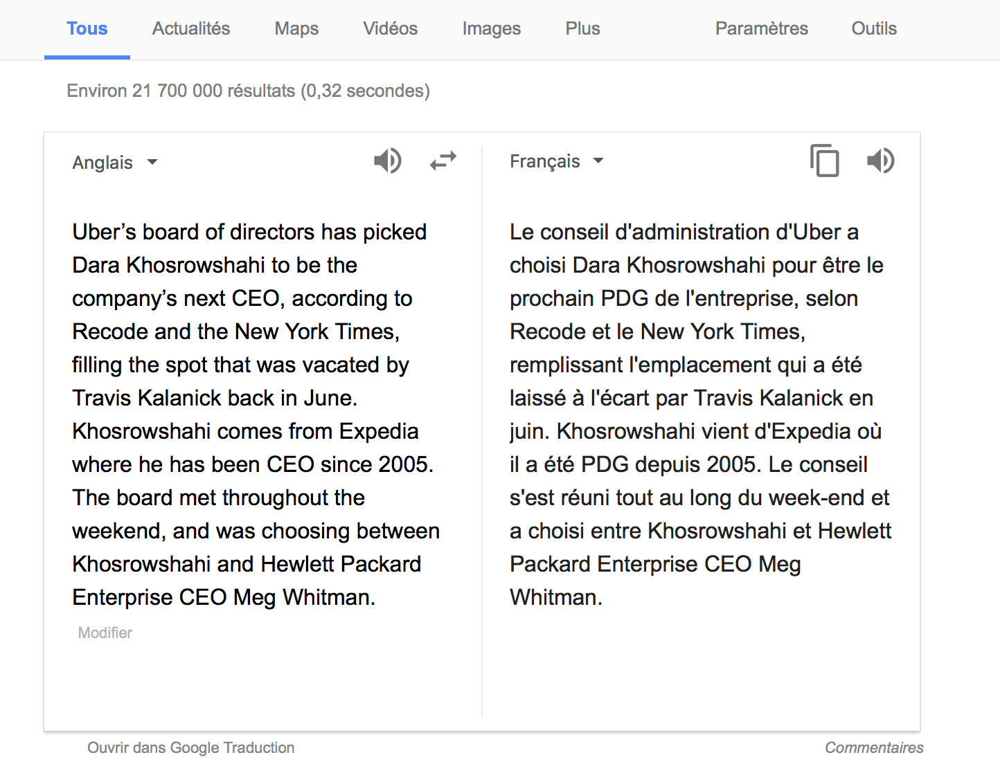 Tous Actualités Maps Vidéos Images Plus Paramètres Outils
Environ 21 700 000 résultats (0,32 secondes)
Anglais
Uber’s board of directors has picked
Dara Khosrowshahi to be the
company’s next CEO, according to
Recode and the New York Times,
filling the spot that was vacated by
Travis Kalanick back in June.
Khosrowshahi comes from Expedia
where he has been CEO since 2005.
The board met throughout the
weekend, and was choosing between
Khosrowshahi and Hewlett Packard
Enterprise CEO Meg Whitman.
Modifier
Français
Le conseil d'administration d'Uber a
choisi Dara Khosrowshahi pour être le
prochain PDG de l'entreprise, selon
Recode et le New York Times,
remplissant l'emplacement qui a été
laissé à l'écart par Travis Kalanick en
juin. Khosrowshahi vient d'Expedia où
il a été PDG depuis 2005. Le conseil
s'est réuni tout au long du week-end et
a choisi entre Khosrowshahi et Hewlett
Packard Enterprise CEO Meg
Whitman.
Ouvrir dans Google Traduction
Commentaires